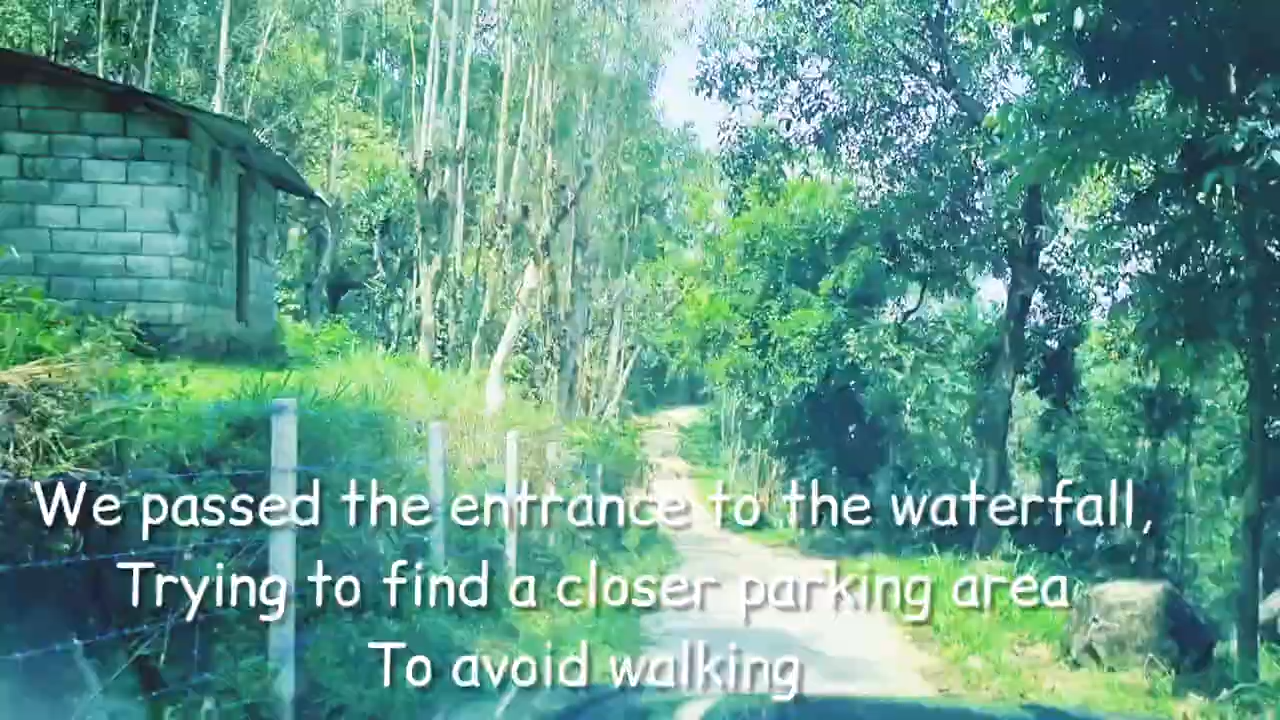 We passed the entrance to the waterfall,
Trying to find a closer parking area
To avoid walking